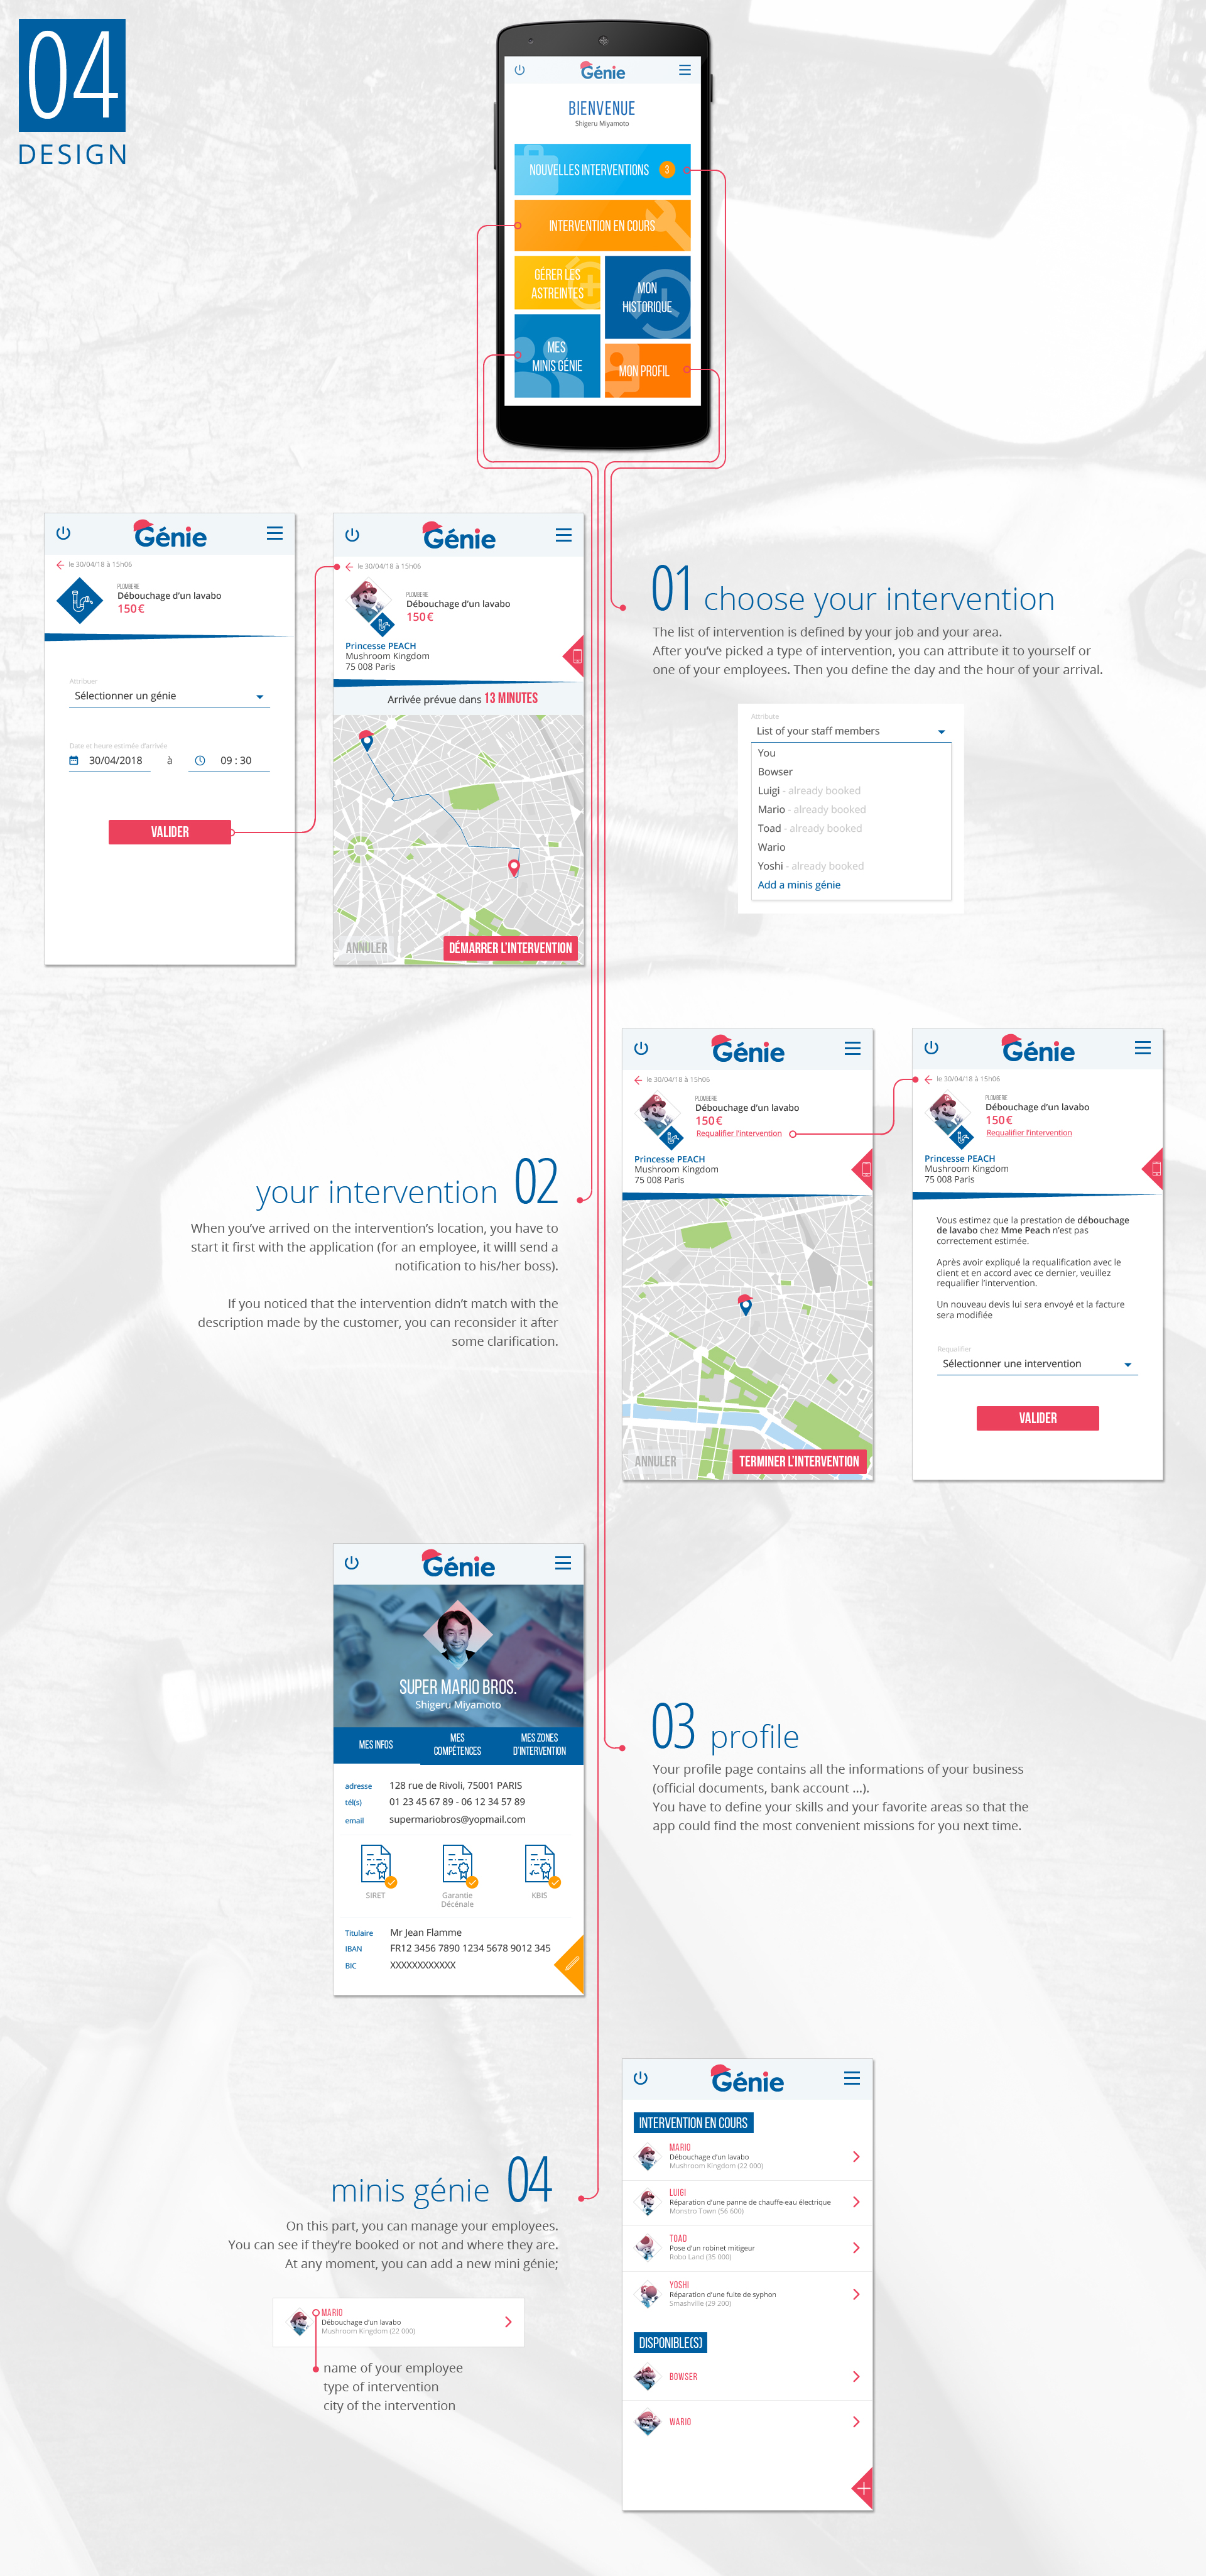 04
DESIGN
Génie
BIENVENUE
Shigeru Miyamoto
NOUVELLES INTERVENTIONS 3
INTERVENTION EN COURS
GÉRER LES
ASTREINTES
MON
HISTORIQUE
MES
MINIS GÉNIE
MON PROFIL
Génie
le 30/04/18 à 15h06
PLOMBERIE
Débouchage d'un lavabo
150€
Attribuer
Sélectionner un génie
Date et heure estimée d'arrivée
30/04/2018 à 09 : 30
VALIDER
Génie
le 30/04/18 à 15h06
PLOMBERIE
Débouchage d'un lavabo
150€
Princesse PEACH
Mushroom Kingdom
75 008 Paris
Arrivée prévue dans 13 MINUTES
ANNULER
DÉMARRER L'INTERVENTION
01 choose your intervention
The list of intervention is defined by your job and your area.
After you've picked a type of intervention, you can attribute it to yourself or
one of your employees. Then you define the day and the hour of your arrival.
Attribute
List of your staff members
You
Bowser
Luigi - already booked
Mario - already booked
Toad - already booked
Wario
Yoshi - already booked
Add a minis génie
your intervention 02
When you've arrived on the intervention's location, you have to
start it first with the application (for an employee, it willl send a
notification to his/her boss).
If you noticed that the intervention didn't match with the
description made by the customer, you can reconsider it after
some clarification.
Génie
le 30/04/18 à 15h06
PLOMBERIE
Débouchage d'un lavabo
150€
Requalifier l'intervention
Princesse PEACH
Mushroom Kingdom
75 008 Paris
ANNULER
TERMINER L'INTERVENTION
Génie
le 30/04/18 à 15h06
PLOMBERIE
Débouchage d'un lavabo
150€
Requalifier l'intervention
Princesse PEACH
Mushroom Kingdom
75 008 Paris
Vous estimez que la prestation de débouchage
de lavabo chez Mme Peach n'est pas
correctement estimée.
Après avoir expliqué la requalification avec le
client et en accord avec ce dernier, veuillez
requalifier l'intervention.
Un nouveau devis lui sera envoyé et la facture
sera modifiée
Requalifier
Sélectionner une intervention
VALIDER
Génie
SUPER MARIO BROS.
Shigeru Miyamoto
MES INFOS
MES
COMPÉTENCES
MES ZONES
D'INTERVENTION
adresse 128 rue de Rivoli, 75001 PARIS
tél(s) 01 23 45 67 89 - 06 12 34 57 89
email supermariobros@yopmail.com
SIRET
Garantie
Décénale
KBIS
Titulaire Mr Jean Flamme
IBAN FR12 3456 7890 1234 5678 9012 345
BIC XXXXXXXXXXXX
03 profile
Your profile page contains all the informations of your business
(official documents, bank account ...).
You have to define your skills and your favorite areas so that the
app could find the most convenient missions for you next time.
minis génie 04
On this part, you can manage your employees.
You can see if they're booked or not and where they are.
At any moment, you can add a new mini génie;
MARIO
Débouchage d'un lavabo
Mushroom Kingdom (22 000)
name of your employee
type of intervention
city of the intervention
Génie
INTERVENTION EN COURS
MARIO
Débouchage d'un lavabo
Mushroom Kingdom (22 000)
LUIGI
Réparation d'une panne de chauffe-eau électrique
Monstro Town (56 600)
TOAD
Pose d'un robinet mitigeur
Robo Land (35 000)
YOSHI
Réparation d'une fuite de syphon
Smashville (29 200)
DISPONIBLE(S)
BOWSER
WARIO